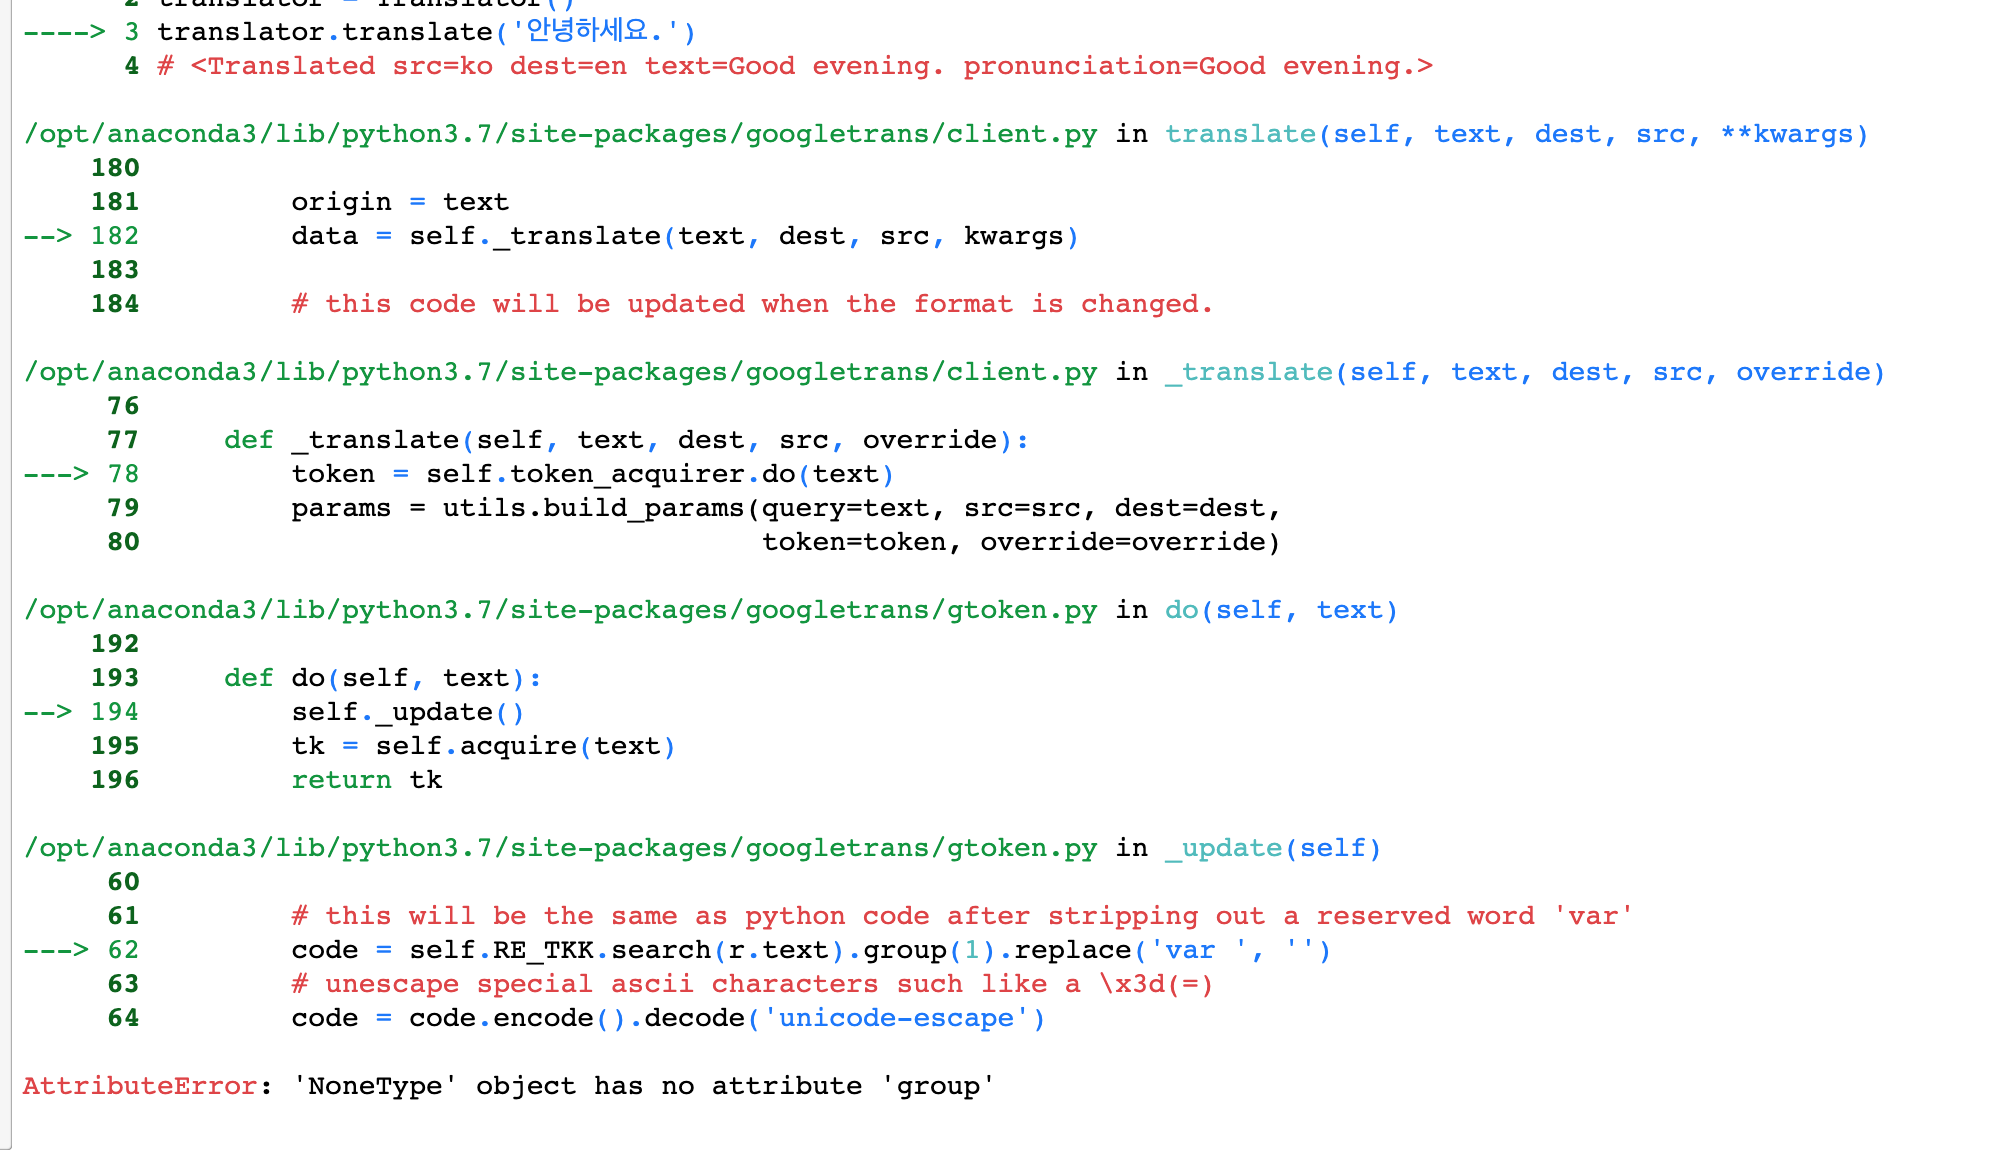 2 translator = Translator()
----> 3 translator.translate('안녕하세요.')
4 # <Translated src=ko dest=en text=Good evening. pronunciation=Good evening.>
/opt/anaconda3/lib/python3.7/site-packages/googletrans/client.py in translate(self, text, dest, src, **kwargs)
180
181 origin = text
--> 182 data = self._translate(text, dest, src, kwargs)
183
184 # this code will be updated when the format is changed.
/opt/anaconda3/lib/python3.7/site-packages/googletrans/client.py in _translate(self, text, dest, src, override)
76
77 def _translate(self, text, dest, src, override):
---> 78 token = self.token_acquirer.do(text)
79 params = utils.build_params(query=text, src=src, dest=dest,
80 token=token, override=override)
/opt/anaconda3/lib/python3.7/site-packages/googletrans/gtoken.py in do(self, text)
192
193 def do(self, text):
--> 194 self._update()
195 tk = self.acquire(text)
196 return tk
/opt/anaconda3/lib/python3.7/site-packages/googletrans/gtoken.py in _update(self)
60
61 # this will be the same as python code after stripping out a reserved word 'var'
---> 62 code = self.RE_TKK.search(r.text).group(1).replace('var ', '')
63 # unescape special ascii characters such like a \x3d(=)
64 code = code.encode().decode('unicode-escape')
AttributeError: 'NoneType' object has no attribute 'group'